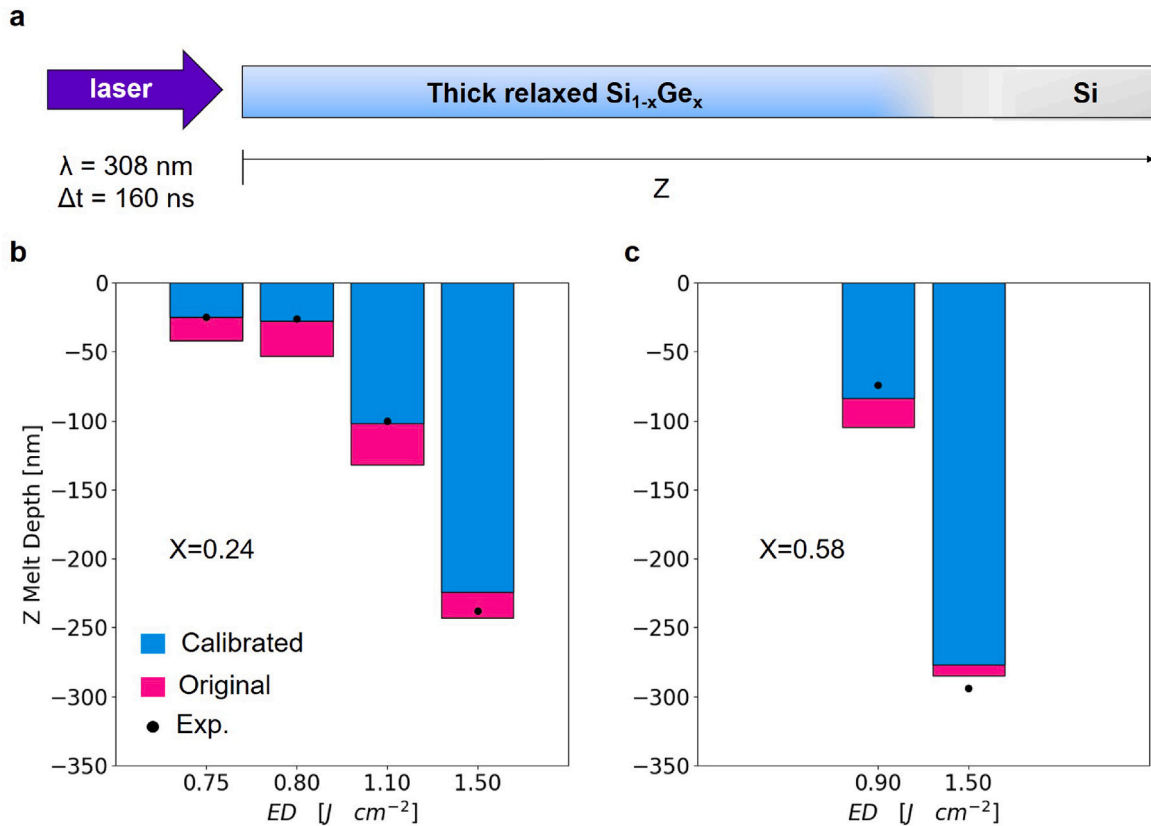 a
laser
Thick relaxed Si₁₋ₓGeₓ
Si
λ = 308 nm
Δt = 160 ns
Z
b
c
0
−50
−100
−150
−200
−250
−300
−350
Z Melt Depth [nm]
X=0.24
Calibrated
Original
Exp.
0.75 0.80 1.10 1.50
ED [J cm⁻²]
0
−50
−100
−150
−200
−250
−300
−350
X=0.58
0.90 1.50
ED [J cm⁻²]